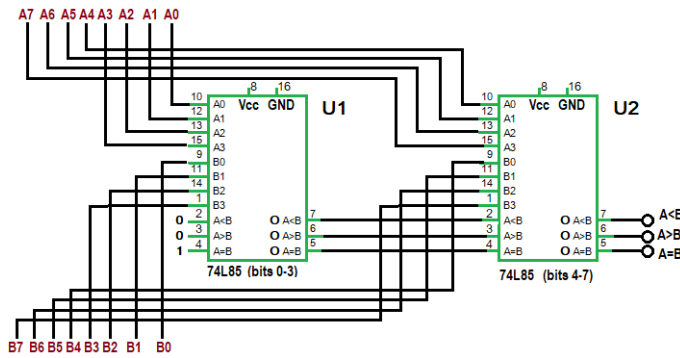 A7 A6 A5 A4 A3 A2 A1 A0
8 16
Vcc GND
U1
10 A0
12 A1
13 A2
15 A3
9 B0
11 B1
14 B2
1 B3
0 2 A<B
0 3 A>B
1 4 A=B
O A<B 7
O A>B 6
O A=B 5
74L85 (bits 0-3)
8 16
Vcc GND
U2
10 A0
12 A1
13 A2
15 A3
9 B0
11 B1
14 B2
1 B3
2 A<B
3 A>B
4 A=B
O A<B 7
O A>B 6
O A=B 5
A<B
A>B
A=B
74L85 (bits 4-7)
B7 B6 B5 B4 B3 B2 B1 B0